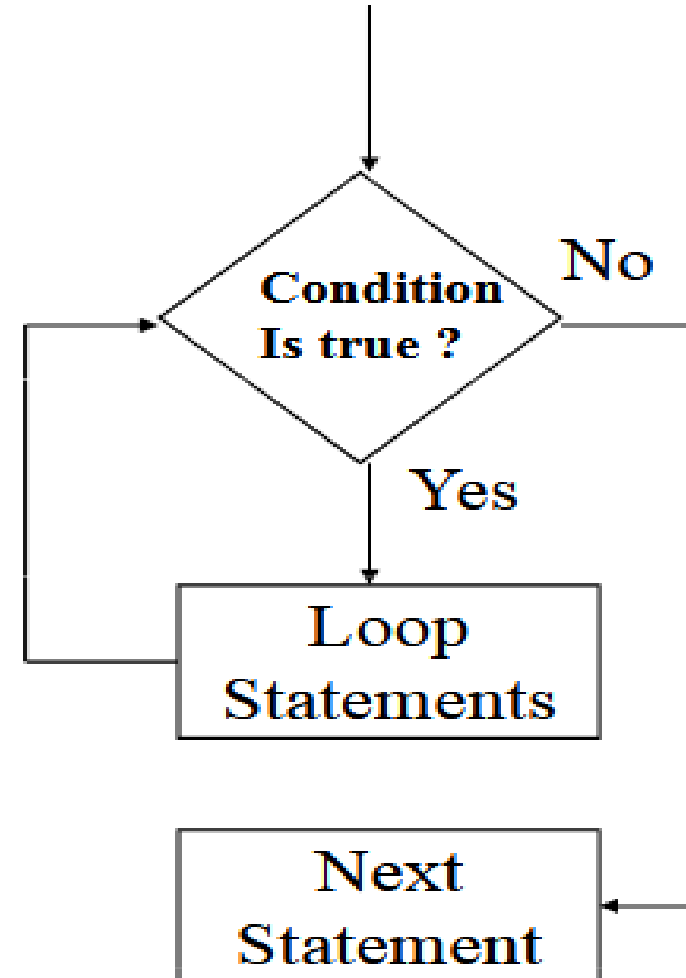 Condition
Is true ?
No
Yes
Loop
Statements
Next
Statement